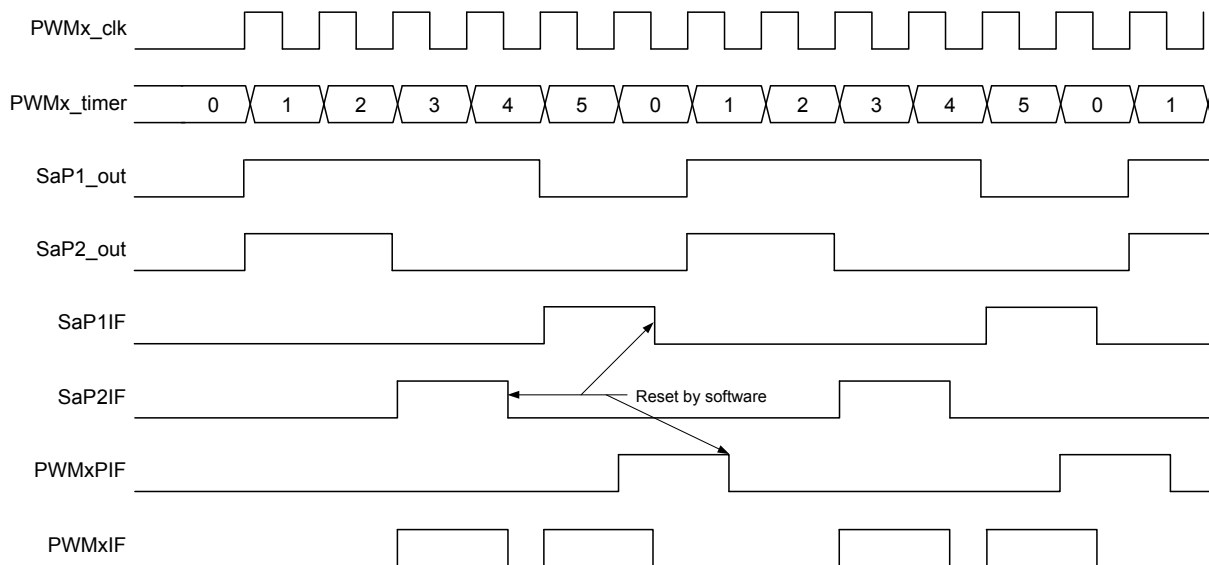 PWMx_clk
PWMx_timer 0 1 2 3 4 5 0 1 2 3 4 5 0 1
SaP1_out
SaP2_out
SaP1IF
SaP2IF Reset by software
PWMxPIF
PWMxIF